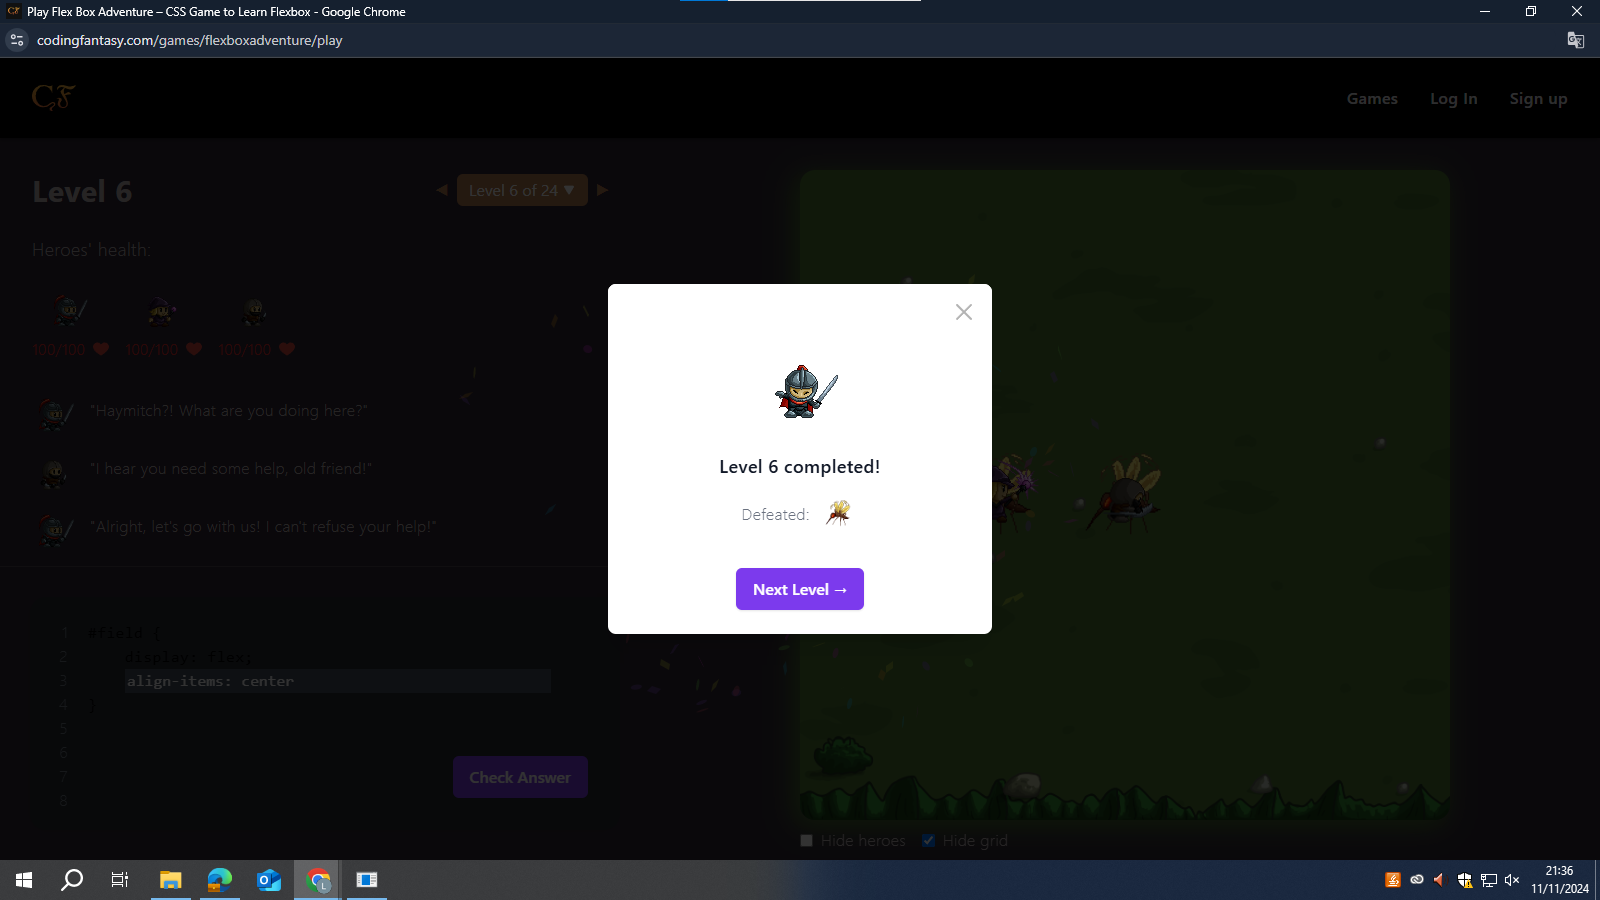 Play Flex Box Adventure – CSS Game to Learn Flexbox - Google Chrome
codingfantasy.com/games/flexboxadventure/play
CF
Games
Log In
Sign up
Level 6
Level 6 of 24 ▼
Heroes' health:
100/100
100/100
100/100
"Haymitch?! What are you doing here?"
"I hear you need some help, old friend!"
"Alright, let's go with us! I can't refuse your help!"
1 #field {
2 display: flex;
3 align-items: center
4 }
5
6
7
8
Check Answer
Level 6 completed!
Defeated:
Next Level →
Hide heroes
Hide grid
L
21:36
11/11/2024